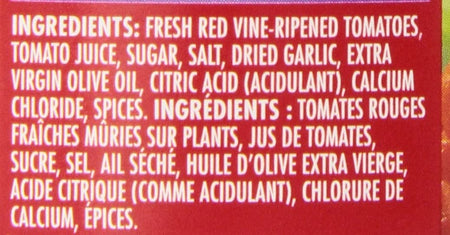 INGREDIENTS: FRESH RED VINE-RIPENED TOMATOES,
TOMATO JUICE, SUGAR, SALT, DRIED GARLIC, EXTRA
VIRGIN OLIVE OIL, CITRIC ACID (ACIDULANT), CALCIUM
CHLORIDE, SPICES. INGRÉDIENTS : TOMATES ROUGES
FRAÎCHES MÛRIES SUR PLANTS, JUS DE TOMATES,
SUCRE, SEL, AIL SÉCHÉ, HUILE D'OLIVE EXTRA VIERGE,
ACIDE CITRIQUE (COMME ACIDULANT), CHLORURE DE
CALCIUM, ÉPICES.